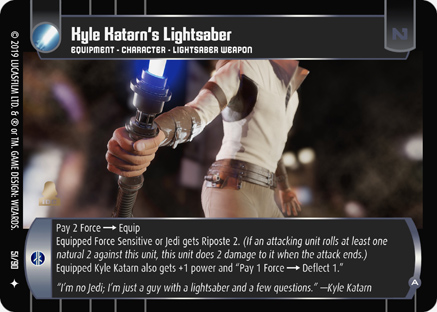 Kyle Katarn's Lightsaber
EQUIPMENT - CHARACTER - LIGHTSABER WEAPON
N
© 2019 LUCASFILM LTD. & ® or TM. GAME DESIGN: WIZARDS.
Pay 2 Force → Equip
Equipped Force Sensitive or Jedi gets Riposte 2. (If an attacking unit rolls at least one
natural 2 against this unit, this unit does 2 damage to it when the attack ends.)
Equipped Kyle Katarn also gets +1 power and “Pay 1 Force → Deflect 1.”
“I'm no Jedi; I'm just a guy with a lightsaber and a few questions.” —Kyle Katarn
A